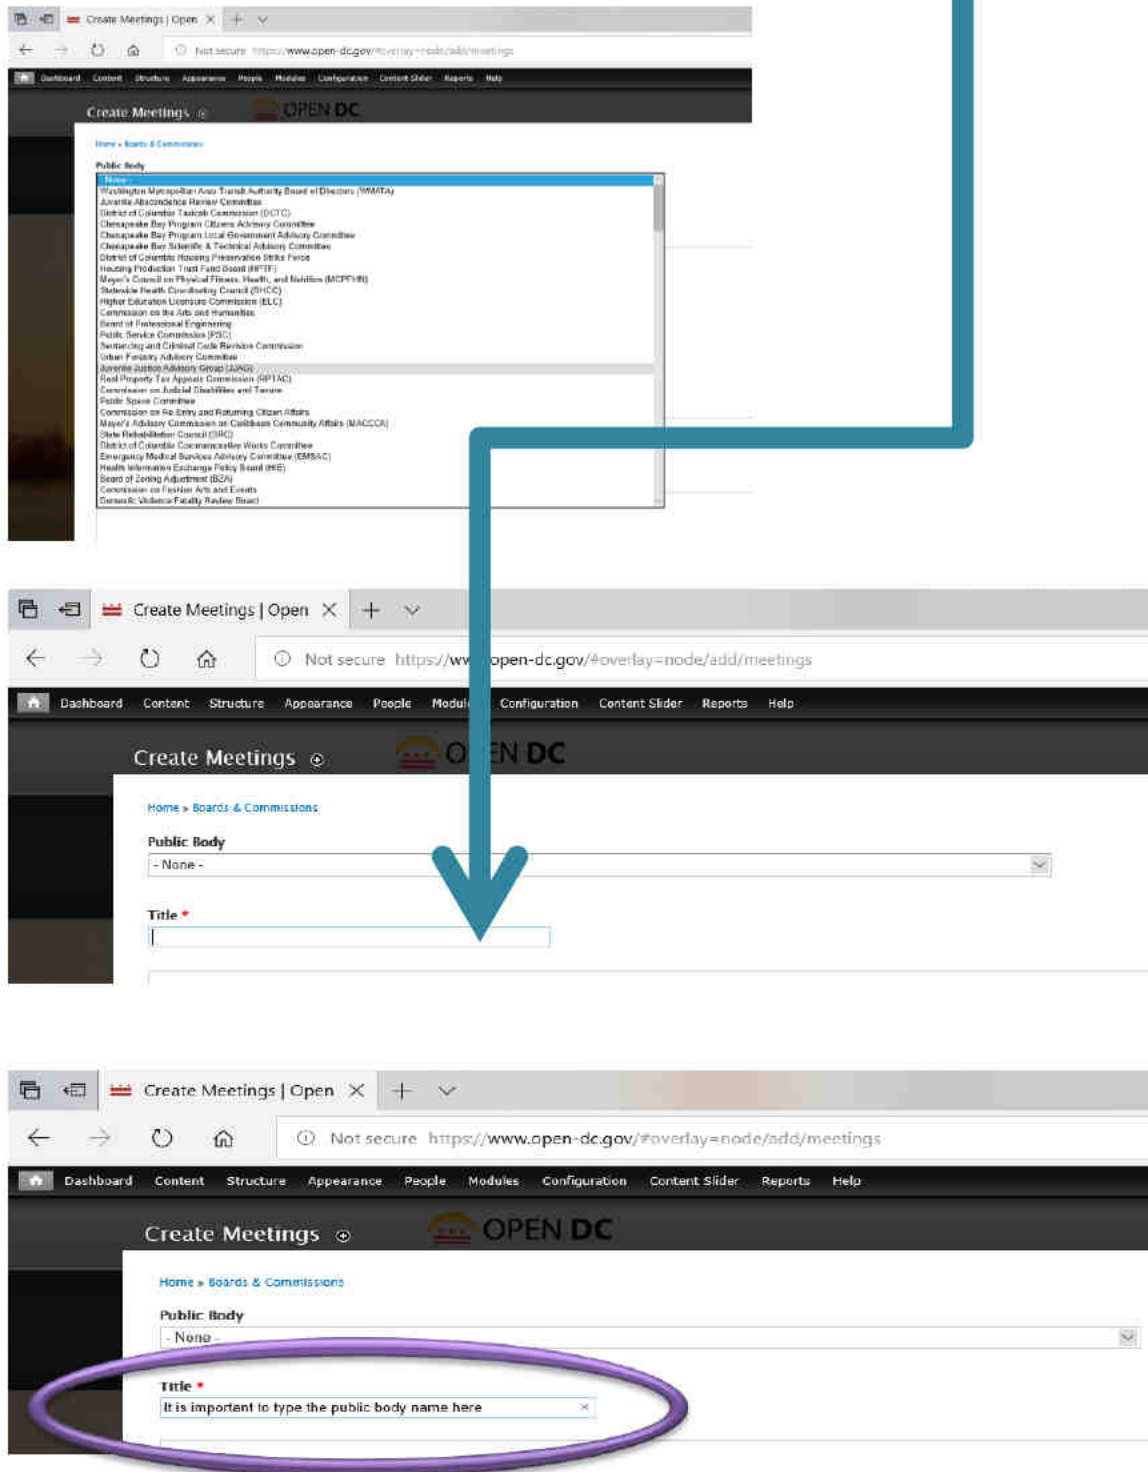 Create Meetings | Open
Not secure https://www.open-dc.gov/#overlay=node/add/meetings
Dashboard Content Structure Appearance People Modules Configuration Content Slider Reports Help
Create Meetings
OPEN DC
Home » Boards & Commissions
Public Body
- None -
Washington Metropolitan Area Transit Authority Board of Directors (WMATA)
Juvenile Abscondence Review Committee
District of Columbia Taxicab Commission (DCTC)
Chesapeake Bay Program Citizens Advisory Committee
Chesapeake Bay Program Local Government Advisory Committee
Chesapeake Bay Scientific & Technical Advisory Committee
District of Columbia Housing Preservation Strike Force
Housing Production Trust Fund Board (HPTF)
Mayor's Council on Physical Fitness, Health, and Nutrition (MCPFHN)
Statewide Health Coordinating Council (SHCC)
Higher Education Licensure Commission (ELC)
Commission on the Arts and Humanities
Board of Professional Engineering
Public Service Commission (PSC)
Sentencing and Criminal Code Revision Commission
Urban Forestry Advisory Committee
Juvenile Justice Advisory Group (JJAG)
Real Property Tax Appeals Commission (RPTAC)
Commission on Judicial Disabilities and Tenure
Public Space Committee
Commission on Re-Entry and Returning Citizen Affairs
Mayor's Advisory Commission on Caribbean Community Affairs (MACCCA)
State Rehabilitation Council (SRC)
District of Columbia Commemorative Works Committee
Emergency Medical Services Advisory Committee (EMSAC)
Health Information Exchange Policy Board (HIE)
Board of Zoning Adjustment (BZA)
Commission on Fashion Arts and Events
Domestic Violence Fatality Review Board
Create Meetings | Open
Not secure https://ww open-dc.gov/#overlay=node/add/meetings
Dashboard Content Structure Appearance People Modul Configuration Content Slider Reports Help
Create Meetings
O EN DC
Home » Boards & Commissions
Public Body
- None -
Title *
Create Meetings | Open
Not secure https://www.open-dc.gov/#overlay=node/add/meetings
Dashboard Content Structure Appearance People Modules Configuration Content Slider Reports Help
Create Meetings
OPEN DC
Home » Boards & Commissions
Public Body
- None -
Title *
It is important to type the public body name here